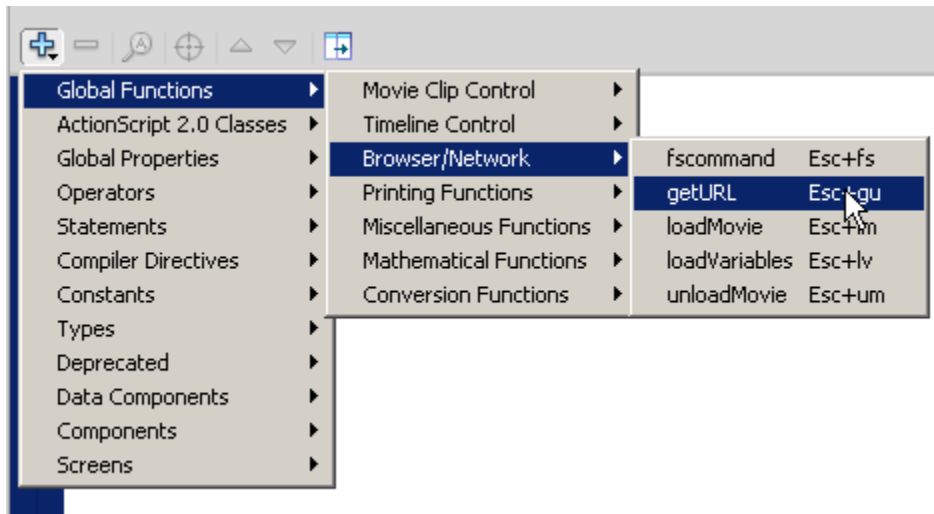 Global Functions
ActionScript 2.0 Classes
Global Properties
Operators
Statements
Compiler Directives
Constants
Types
Deprecated
Data Components
Components
Screens
Movie Clip Control
Timeline Control
Browser/Network
Printing Functions
Miscellaneous Functions
Mathematical Functions
Conversion Functions
fscommand Esc+fs
getURL Esc+gu
loadMovie
loadVariables Esc+lv
unloadMovie Esc+um